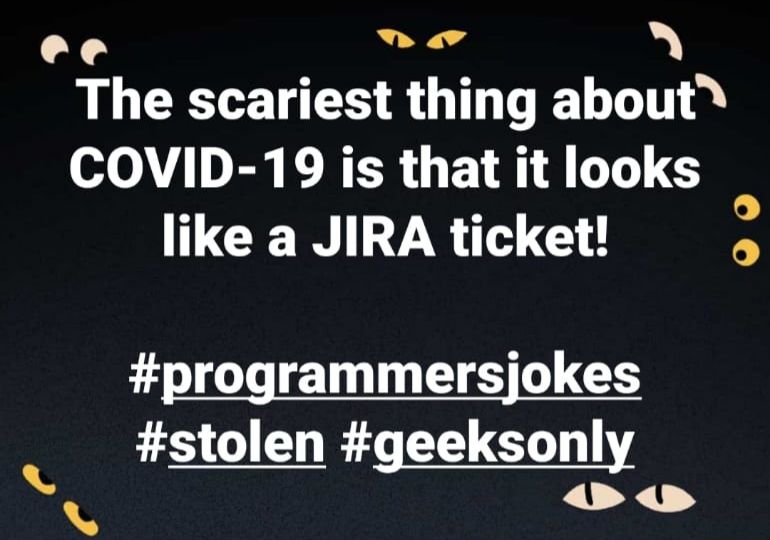 The scariest thing about
COVID-19 is that it looks
like a JIRA ticket!
#programmersjokes
#stolen #geeksonly